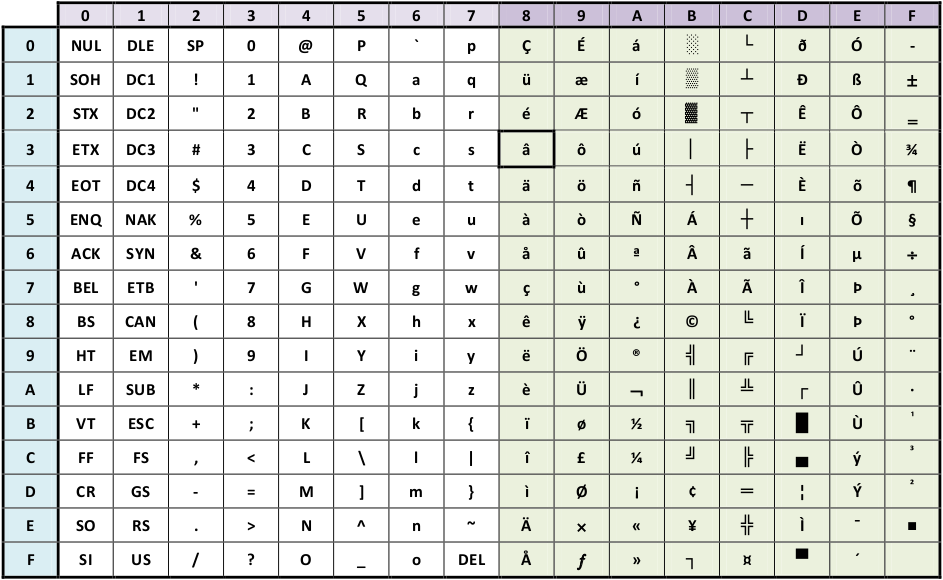 0 1 2 3 4 5 6 7 8 9 A B C D E F
0 NUL DLE SP 0 @ P ` p Ç É á ░ └ ð Ó -
1 SOH DC1 ! 1 A Q a q ü æ í ▒ ┴ Đ ß ±
2 STX DC2 " 2 B R b r é Æ ó ▓ ┬ Ê Ô ‗
3 ETX DC3 # 3 C S c s â ô ú │ ├ Ë Ò ¾
4 EOT DC4 $ 4 D T d t ä ö ñ ┤ ─ È õ ¶
5 ENQ NAK % 5 E U e u à ò Ñ Á ┼ ı Õ §
6 ACK SYN & 6 F V f v å û ª Â ã Í µ ÷
7 BEL ETB ' 7 G W g w ç ù ° À Ã Î Þ ¸
8 BS CAN ( 8 H X h x ê ÿ ¿ © ╚ Ï Þ °
9 HT EM ) 9 I Y i y ë Ö ® ╣ ╔ ┘ Ú ¨
A LF SUB * : J Z j z è Ü ¬ ║ ╩ ┌ Û ·
B VT ESC + ; K [ k { ï ø ½ ╗ ╦ █ Ù ¹
C FF FS , < L \ l | î £ ¼ ╝ ╠ ▄ ý ³
D CR GS - = M ] m } ì Ø ¡ ¢ ═ ¦ Ý ²
E SO RS . > N ^ n ~ Ä × « ¥ ╬ Ì ¯ ■
F SI US / ? O _ o DEL Å ƒ » ┐ ¤ ▀ ´